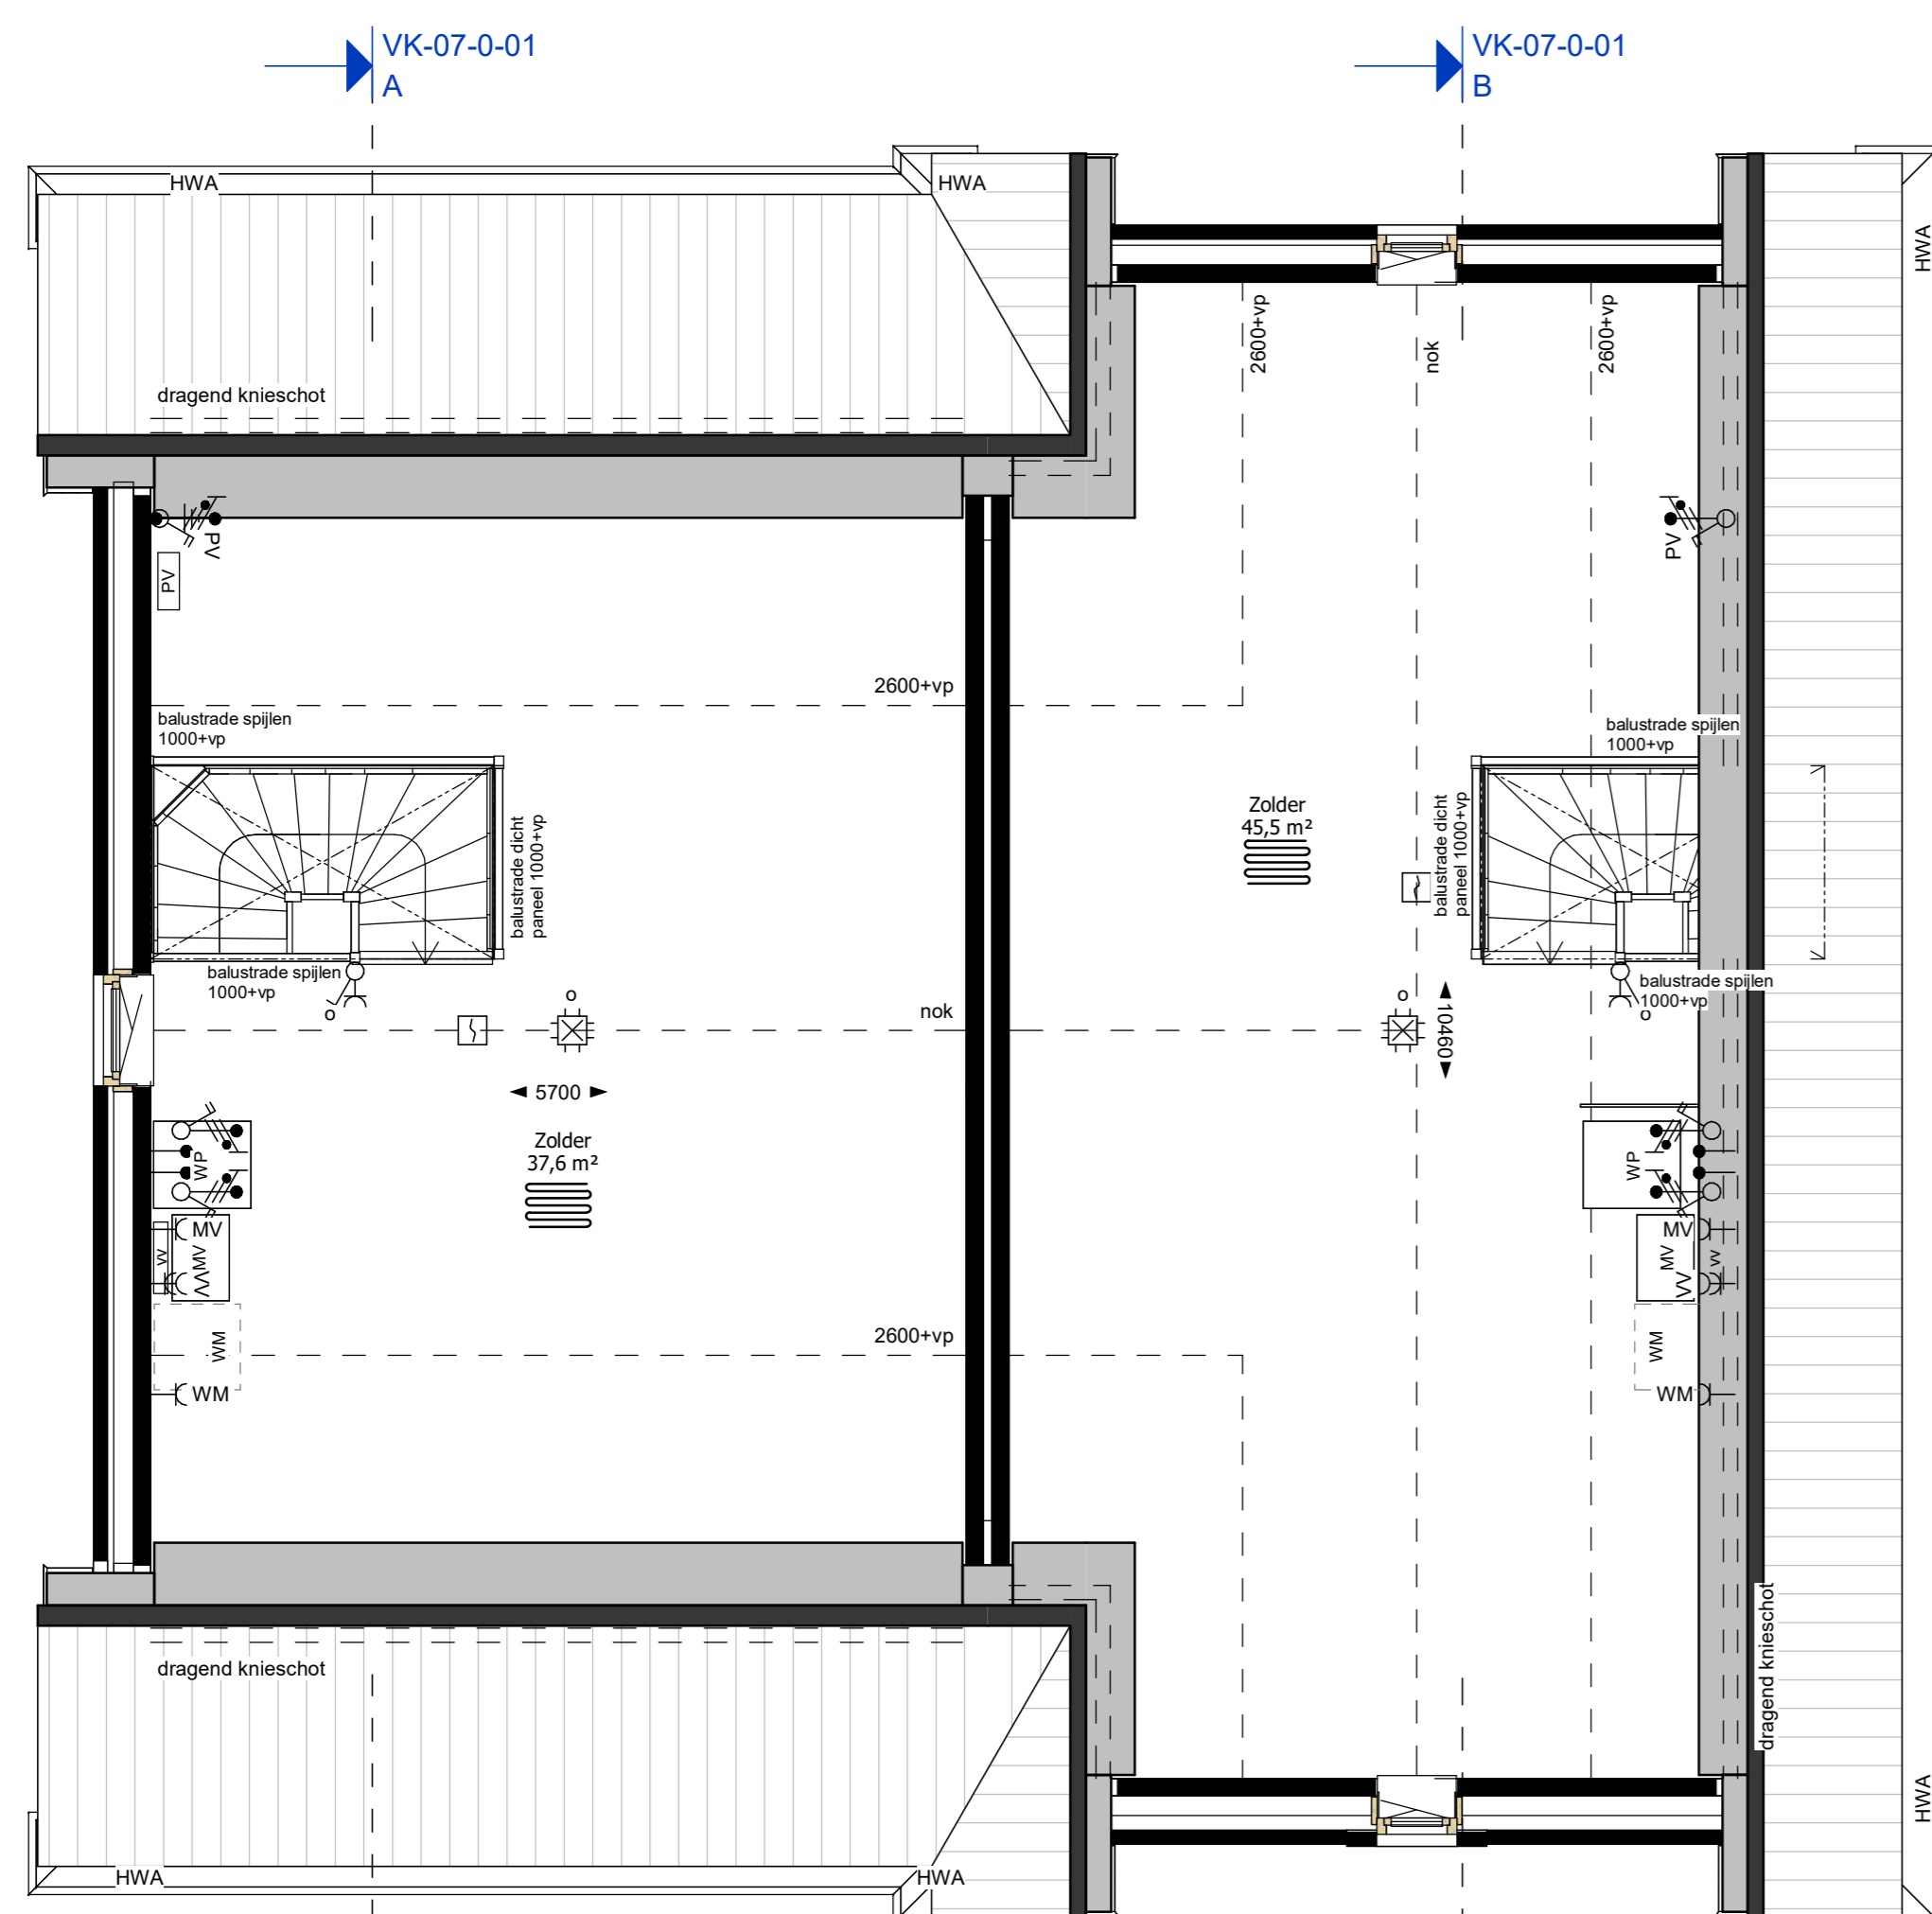 VK-07-0-01
A
VK-07-0-01
B
HWA
HWA
HWA
dragend knieschot
2600+vp
nok
2600+vp
PV
PV
PV
2600+vp
balustrade spijlen
1000+vp
balustrade spijlen
1000+vp
balustrade dicht
paneel 1000+vp
Zolder
45,5 m²
balustrade dicht
paneel 1000+vp
balustrade spijlen
1000+vp
o
o
nok
o
10460
balustrade spijlen
1000+vp
o
5700
Zolder
37,6 m²
WP
WP
MV
MV
VV
VV
MV
MV
VV
VV
WM
WM
2600+vp
WM
WM
dragend knieschot
dragend knieschot
HWA
HWA
HWA